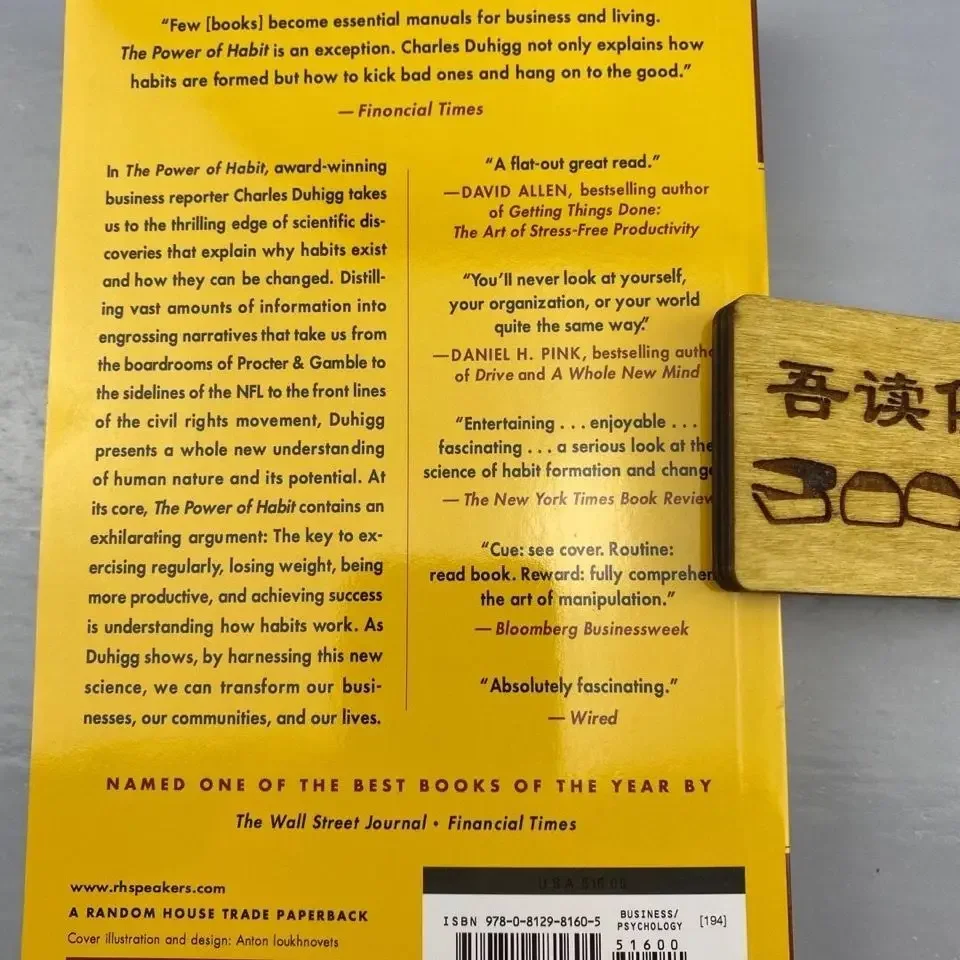 “Few [books] become essential manuals for business and living.
The Power of Habit is an exception. Charles Duhigg not only explains how
habits are formed but how to kick bad ones and hang on to the good.”
— Finoncial Times
In The Power of Habit, award-winning
business reporter Charles Duhigg takes
us to the thrilling edge of scientific dis-
coveries that explain why habits exist
and how they can be changed. Distill-
ing vast amounts of information into
engrossing narratives that take us from
the boardrooms of Procter & Gamble to
the sidelines of the NFL to the front lines
of the civil rights movement, Duhigg
presents a whole new understanding
of human nature and its potential. At
its core, The Power of Habit contains an
exhilarating argument: The key to ex-
ercising regularly, losing weight, being
more productive, and achieving success
is understanding how habits work. As
Duhigg shows, by harnessing this new
science, we can transform our busi-
nesses, our communities, and our lives.
“A flat-out great read.”
—DAVID ALLEN, bestselling author
of Getting Things Done:
The Art of Stress-Free Productivity
“You’ll never look at yourself,
your organization, or your world
quite the same way.”
—DANIEL H. PINK, bestselling autho
of Drive and A Whole New Mind
“Entertaining . . . enjoyable . . .
fascinating . . . a serious look at the
science of habit formation and change
— The New York Times Book Review
“Cue: see cover. Routine:
read book. Reward: fully comprehen
the art of manipulation.”
— Bloomberg Businessweek
“Absolutely fascinating.”
— Wired
NAMED ONE OF THE BEST BOOKS OF THE YEAR BY
The Wall Street Journal • Financial Times
www.rhspeakers.com
A RANDOM HOUSE TRADE PAPERBACK
Cover illustration and design: Anton Ioukhnovets
U.S.A. $16.00
ISBN 978-0-8129-8160-5
BUSINESS/
PSYCHOLOGY
[194]
51600
吾读